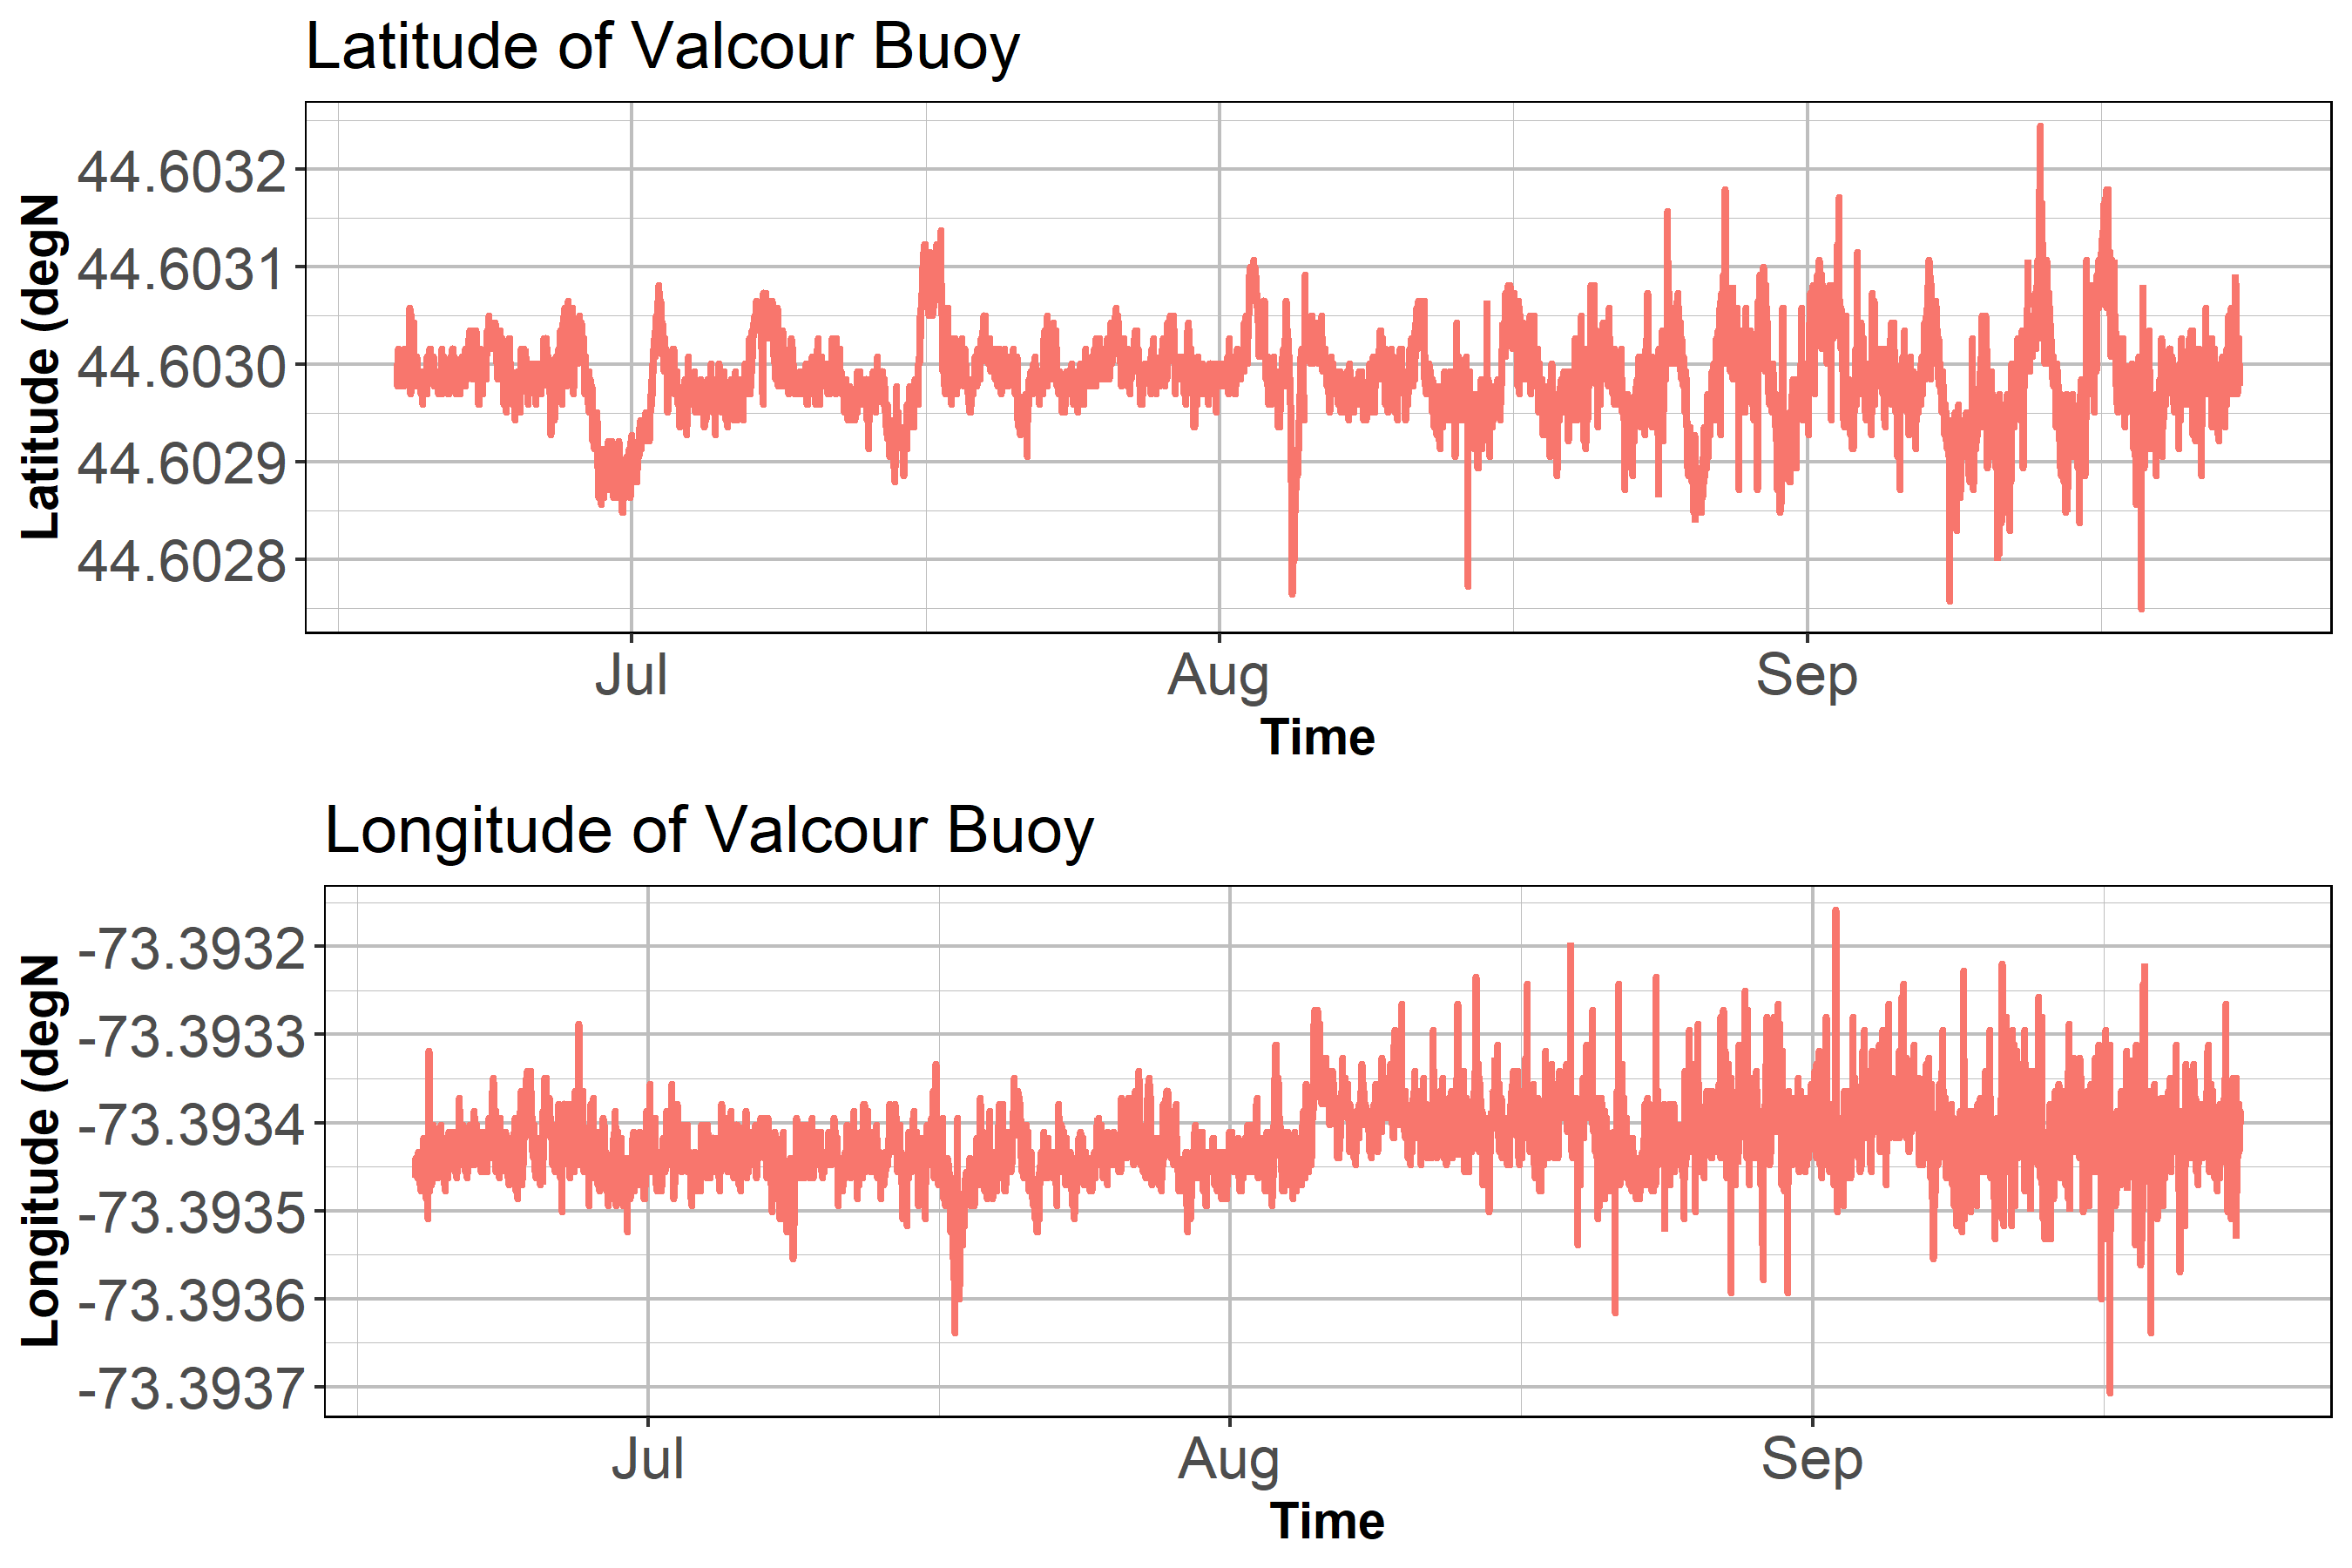 Latitude of Valcour Buoy
Latitude (degN
44.6032
44.6031
44.6030
44.6029
44.6028
Jul Aug Sep
Time
Longitude of Valcour Buoy
Longitude (degN
-73.3932
-73.3933
-73.3934
-73.3935
-73.3936
-73.3937
Jul Aug Sep
Time